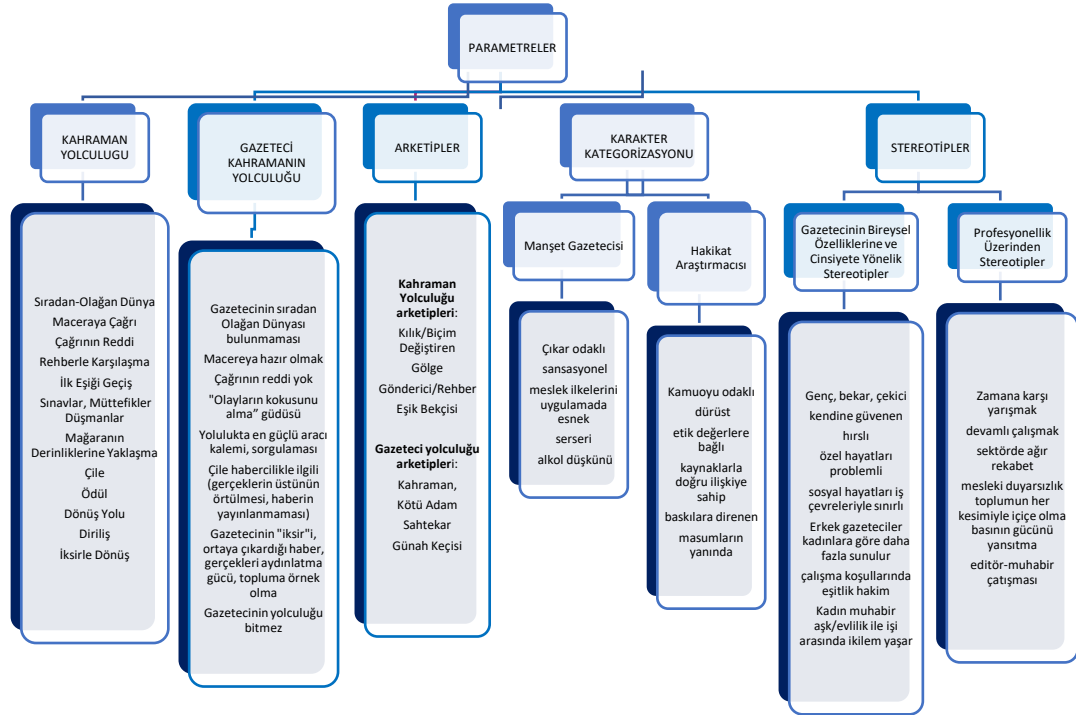 PARAMETRELER
KAHRAMAN
YOLCULUGU
Sıradan-Olağan Dünya
Maceraya Çağrı
Çağrının Reddi
Rehberle Karşılaşma
İlk Eşiği Geçiş
Sınavlar, Müttefikler
Düşmanlar
Mağaranın
Derinliklerine Yaklaşma
Çile
Ödül
Dönüş Yolu
Diriliş
İksirle Dönüş
GAZETECİ
KAHRAMANIN
YOLCULUĞU
Gazetecinin sıradan
Olağan Dünyası
bulunmaması
Macereya hazır olmak
Çağrının reddi yok
"Olayların kokusunu
alma” güdüsü
Yolulukta en güçlü aracı
kalemi, sorgulaması
Çile habercilikle ilgili
(gerçeklerin üstünün
örtülmesi, haberin
yayınlanmaması)
Gazetecinin "iksir"i,
ortaya çıkardığı haber,
gerçekleri aydınlatma
gücü, topluma örnek
olma
Gazetecinin yolculuğu
bitmez
ARKETİPLER
Kahraman
Yolculuğu
arketipleri:
Kılık/Biçim
Değiştiren
Gölge
Gönderici/Rehber
Eşik Bekçisi
Gazeteci yolculuğu
arketipleri:
Kahraman,
Kötü Adam
Sahtekar
Günah Keçisi
KARAKTER
KATEGORİZASYONU
Manşet Gazetecisi
Çıkar odaklı
sansasyonel
meslek ilkelerini
uygulamada
esnek
serseri
alkol düşkünü
Hakikat
Araştırmacısı
Kamuoyu odaklı
dürüst
etik değerlere
bağlı
kaynaklarla
doğru ilişkiye
sahip
baskılara direnen
masumların
yanında
STEREOTİPLER
Gazetecinin Bireysel
Özelliklerine ve
Cinsiyete Yönelik
Stereotipler
Genç, bekar, çekici
kendine güvenen
hırslı
özel hayatları
problemli
sosyal hayatları iş
çevreleriyle sınırlı
Erkek gazeteciler
kadınlara göre daha
fazla sunulur
çalışma koşullarında
eşitlik hakim
Kadın muhabir
aşk/evlilik ile işi
arasında ikilem yaşar
Profesyonellik
Üzerinden
Stereotipler
Zamana karşı
yarışmak
devamlı çalışmak
sektörde ağır
rekabet
mesleki duyarsızlık
toplumun her
kesimiyle içiçe olma
basının gücünü
yansıtma
editör-muhabir
çatışması